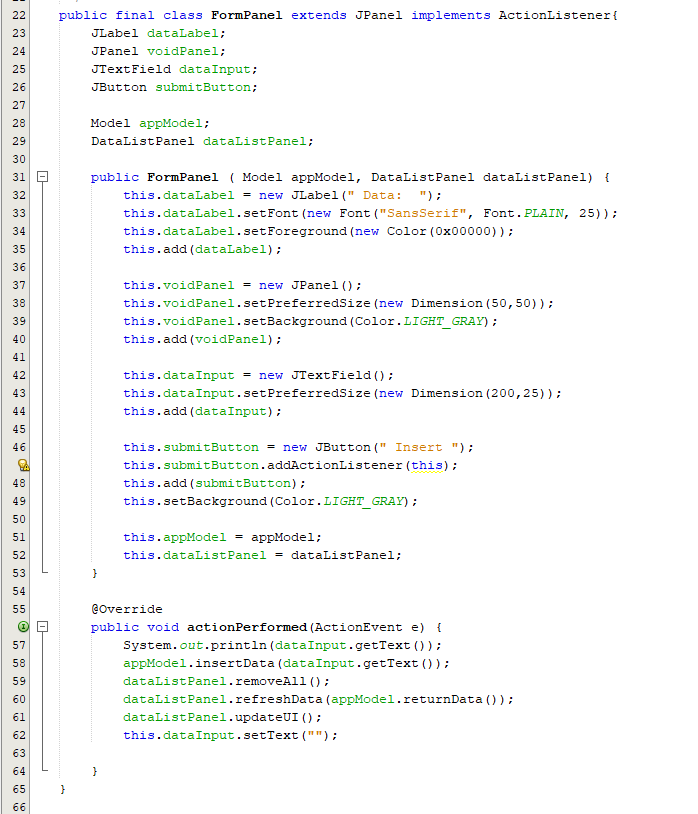 22 public final class FormPanel extends JPanel implements ActionListener{
23 JLabel dataLabel;
24 JPanel voidPanel;
25 JTextField dataInput;
26 JButton submitButton;
27
28 Model appModel;
29 DataListPanel dataListPanel;
30
31 public FormPanel ( Model appModel, DataListPanel dataListPanel) {
32 this.dataLabel = new JLabel(" Data:  ");
33 this.dataLabel.setFont(new Font("SansSerif", Font.PLAIN, 25));
34 this.dataLabel.setForeground(new Color(0x00000));
35 this.add(dataLabel);
36
37 this.voidPanel = new JPanel();
38 this.voidPanel.setPreferredSize(new Dimension(50,50));
39 this.voidPanel.setBackground(Color.LIGHT_GRAY);
40 this.add(voidPanel);
41
42 this.dataInput = new JTextField();
43 this.dataInput.setPreferredSize(new Dimension(200,25));
44 this.add(dataInput);
45
46 this.submitButton = new JButton(" Insert ");
this.submitButton.addActionListener(this);
48 this.add(submitButton);
49 this.setBackground(Color.LIGHT_GRAY);
50
51 this.appModel = appModel;
52 this.dataListPanel = dataListPanel;
53 }
54
55 @Override
public void actionPerformed(ActionEvent e) {
57 System.out.println(dataInput.getText());
58 appModel.insertData(dataInput.getText());
59 dataListPanel.removeAll();
60 dataListPanel.refreshData(appModel.returnData());
61 dataListPanel.updateUI();
62 this.dataInput.setText("");
63
64 }
65 }
66